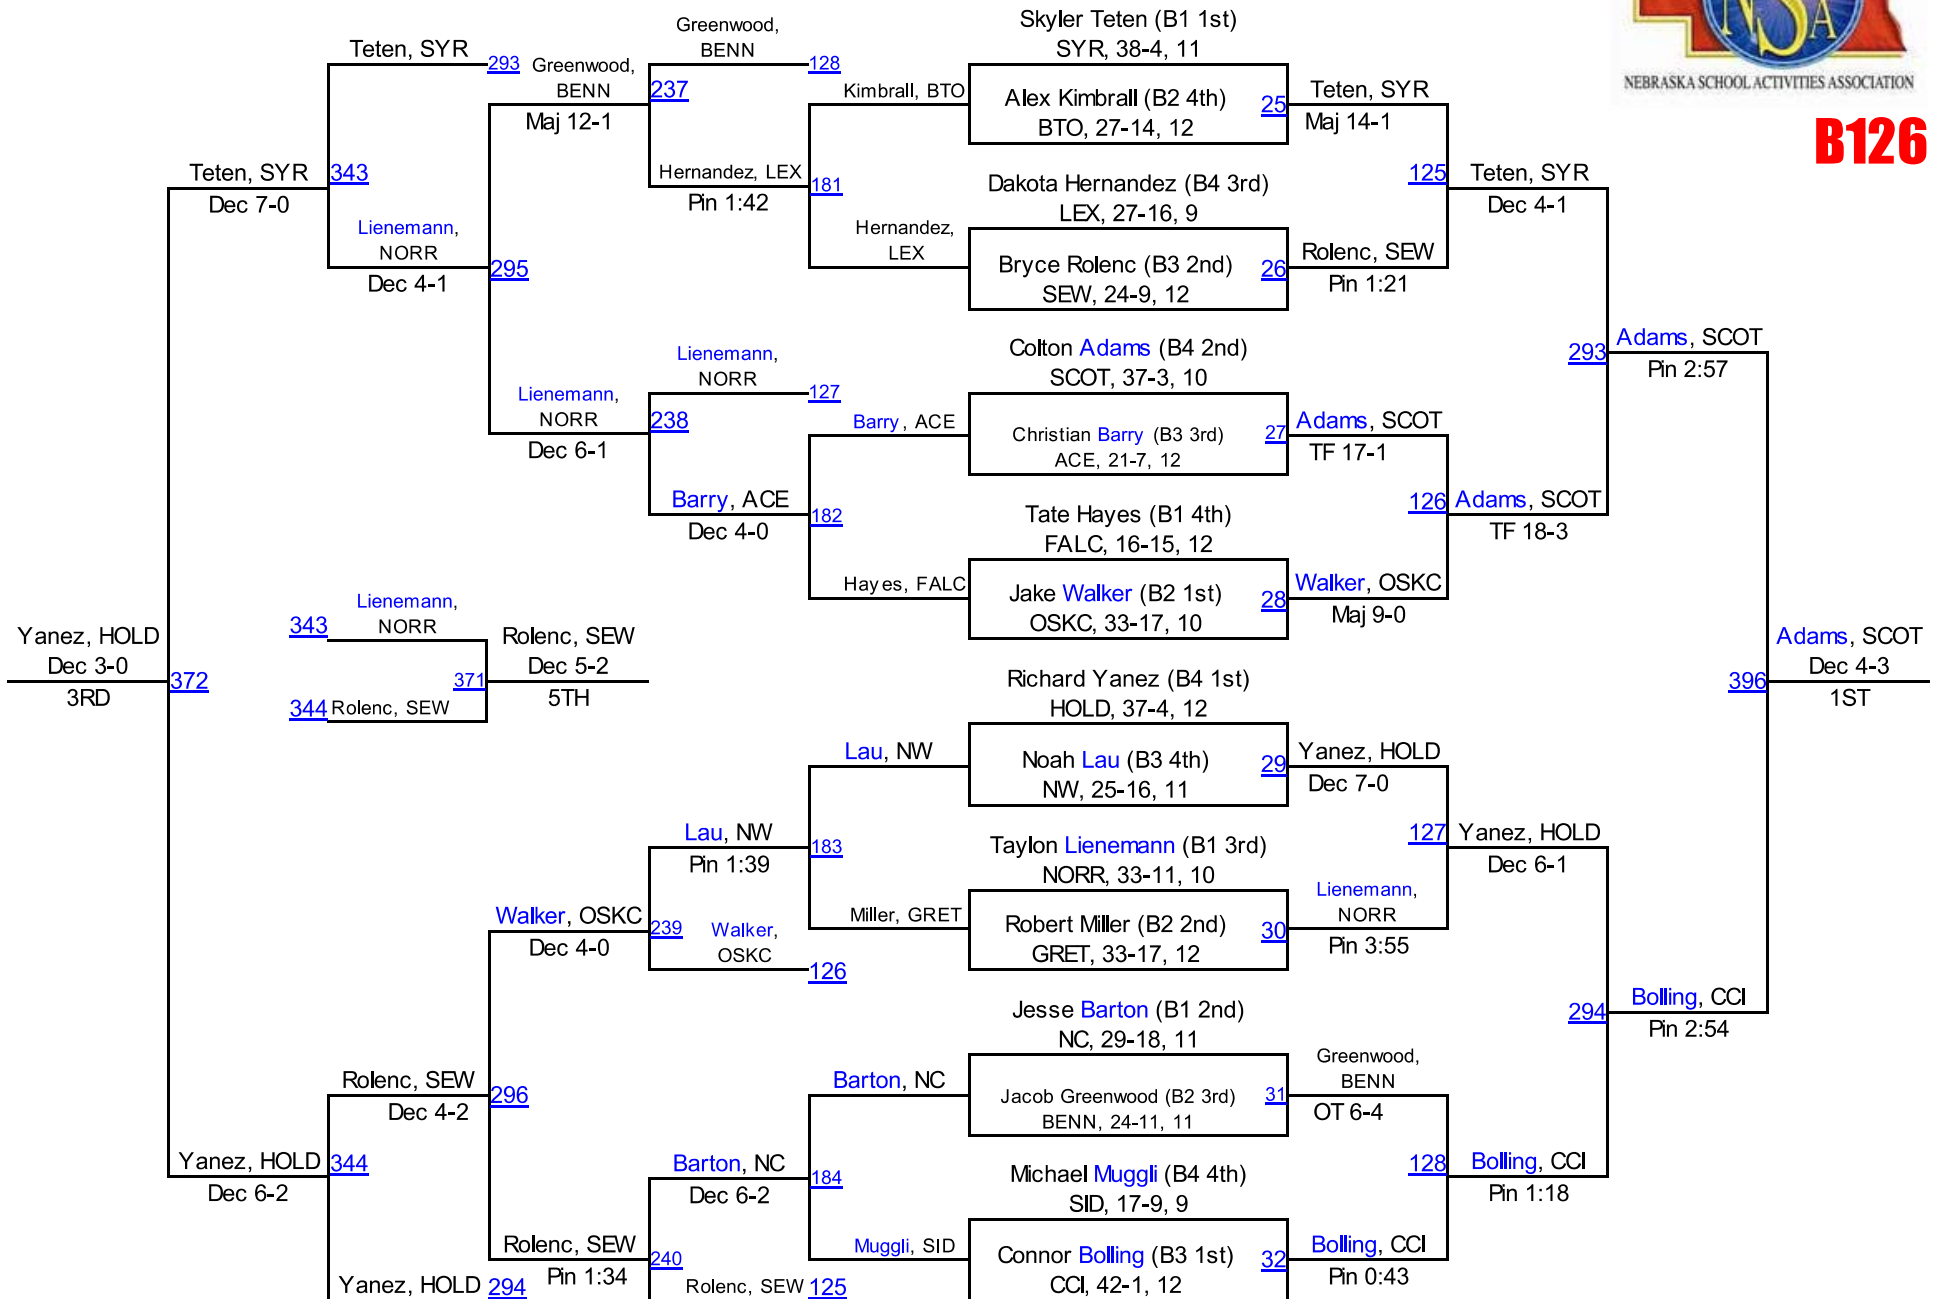 NSA
NEBRASKA SCHOOL ACTIVITIES ASSOCIATION
B126
Skyler Teten (B1 1st)
SYR, 38-4, 11
Alex Kimbrall (B2 4th)
BTO, 27-14, 12
25
Dakota Hernandez (B4 3rd)
LEX, 27-16, 9
Bryce Rolenc (B3 2nd)
SEW, 24-9, 12
26
Colton Adams (B4 2nd)
SCOT, 37-3, 10
Christian Barry (B3 3rd)
ACE, 21-7, 12
27
Tate Hayes (B1 4th)
FALC, 16-15, 12
Jake Walker (B2 1st)
OSKC, 33-17, 10
28
Richard Yanez (B4 1st)
HOLD, 37-4, 12
Noah Lau (B3 4th)
NW, 25-16, 11
29
Taylon Lienemann (B1 3rd)
NORR, 33-11, 10
Robert Miller (B2 2nd)
GRET, 33-17, 12
30
Jesse Barton (B1 2nd)
NC, 29-18, 11
Jacob Greenwood (B2 3rd)
BENN, 24-11, 11
31
Michael Muggli (B4 4th)
SID, 17-9, 9
Connor Bolling (B3 1st)
CCI, 42-1, 12
32
Teten, SYR
Maj 14-1
125
Rolenc, SEW
Pin 1:21
Adams, SCOT
TF 17-1
126
Walker, OSKC
Maj 9-0
Yanez, HOLD
Dec 7-0
127
Lienemann,
NORR
Pin 3:55
Greenwood,
BENN
OT 6-4
128
Bolling, CCI
Pin 0:43
Teten, SYR
Dec 4-1
293
Adams, SCOT
TF 18-3
Yanez, HOLD
Dec 6-1
294
Bolling, CCI
Pin 1:18
Adams, SCOT
Pin 2:57
Bolling, CCI
Pin 2:54
396
Adams, SCOT
Dec 4-3
1ST
Kimbrall, BTO
181
Hernandez,
LEX
Barry, ACE
182
Hayes, FALC
Lau, NW
183
Miller, GRET
Barton, NC
184
Muggli, SID
Greenwood,
BENN
128
237
Hernandez, LEX
Pin 1:42
Lienemann,
NORR
127
238
Barry, ACE
Dec 4-0
Lau, NW
Pin 1:39
239
Walker,
OSKC
126
Barton, NC
Dec 6-2
240
Rolenc, SEW
125
Greenwood,
BENN
Maj 12-1
295
Lienemann,
NORR
Dec 6-1
Walker, OSKC
Dec 4-0
296
Rolenc, SEW
Pin 1:34
Teten, SYR
293
343
Lienemann,
NORR
Dec 4-1
Rolenc, SEW
Dec 4-2
344
Yanez, HOLD
294
Teten, SYR
Dec 7-0
372
Yanez, HOLD
Dec 6-2
Yanez, HOLD
Dec 3-0
3RD
343
Lienemann,
NORR
371
344
Rolenc, SEW
Rolenc, SEW
Dec 5-2
5TH